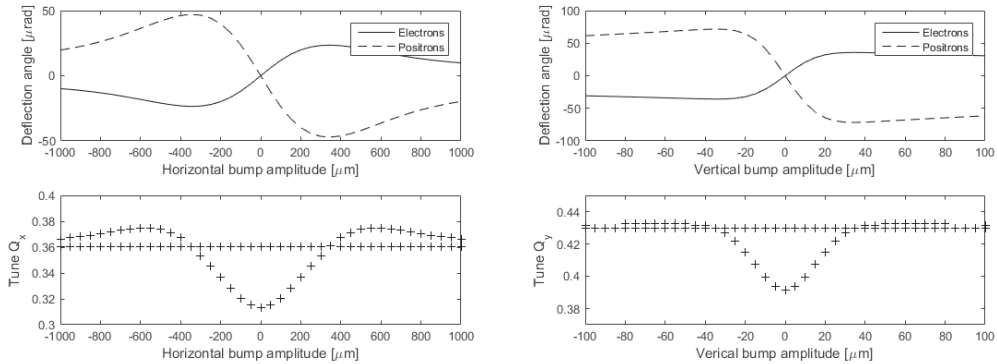 50
0
-50
Deflection angle [μrad]
Electrons
Positrons
-1000 -800 -600 -400 -200 0 200 400 600 800 1000
Horizontal bump amplitude [μm]
100
50
0
-50
-100
Deflection angle [μrad]
Electrons
Positrons
-100 -80 -60 -40 -20 0 20 40 60 80 100
Vertical bump amplitude [μm]
0.4
0.38
0.36
0.34
0.32
0.3
Tune Qx
-1000 -800 -600 -400 -200 0 200 400 600 800 1000
Horizontal bump amplitude [μm]
0.44
0.42
0.4
0.38
Tune Qy
-100 -80 -60 -40 -20 0 20 40 60 80 100
Verical bump amplitude [μm]